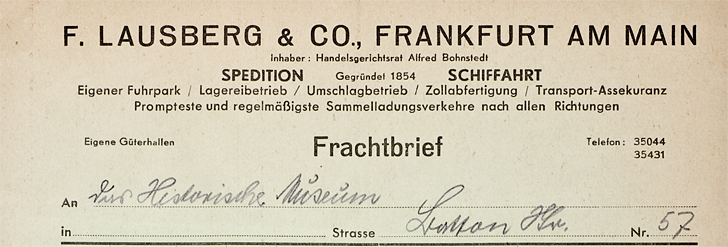 F. LAUSBERG & CO., FRANKFURT AM MAIN
Inhaber: Handelsgerichtsrat Alfred Bohnstedt
SPEDITION Gegründet 1854 SCHIFFAHRT
Eigener Fuhrpark / Lagereibetrieb / Umschlagbetrieb / Zollabfertigung / Transport-Assekuranz
Prompteste und regelmäßigste Sammelladungsverkehre nach allen Richtungen
Eigene Güterhallen Frachtbrief Telefon: 35044
35431
An das Historische Museum
in Strasse Str. Nr. 57